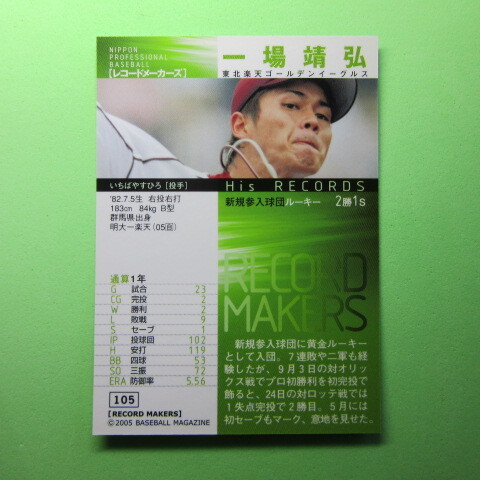 NIPPON
PROFESSIONAL
BASEBALL
[レコードメーカーズ]
一場靖弘
東北楽天ゴールデンイーグルス
いちばやすひろ [投手]
'82.7.5生 右投右打
183cm 84kg B型
群馬県出身
明大―楽天('05自)
His RECORDS
新規参入球団ルーキー 2勝1s
RECORD
MAKERS
通算1年
G 試合 23
CG 完投 2
W 勝利 2
L 敗戦 9
S セーブ 1
IP 投球回 102
H 安打 119
BB 四球 53
SO 三振 72
ERA 防御率 5.56
新規参入球団に黄金ルーキー
として入団。7連敗や二軍も経
験したが、9月3日の対オリッ
クス戦でプロ初勝利を初完投で
飾ると、24日の対ロッテ戦では
1失点完投で2勝目。5月には
初セーブもマーク、意地を見せた。
105
[RECORD MAKERS]
©2005 BASEBALL MAGAZINE